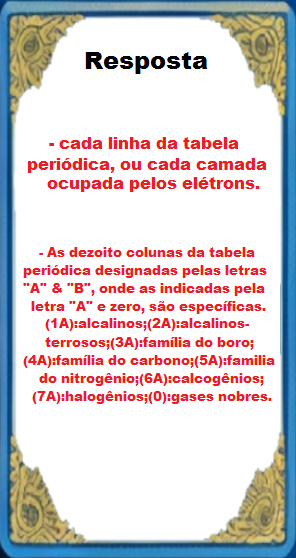 Resposta
- cada linha da tabela
periódica, ou cada camada
ocupada pelos elétrons.
- As dezoito colunas da tabela
periódica designadas pelas letras
"A" & "B", onde as indicadas pela
letra "A" e zero, são específicas.
(1A):alcalinos;(2A):alcalinos-
terrosos;(3A):família do boro;
(4A):família do carbono;(5A):familia
do nitrogênio;(6A):calcogênios;
(7A):halogênios;(0):gases nobres.